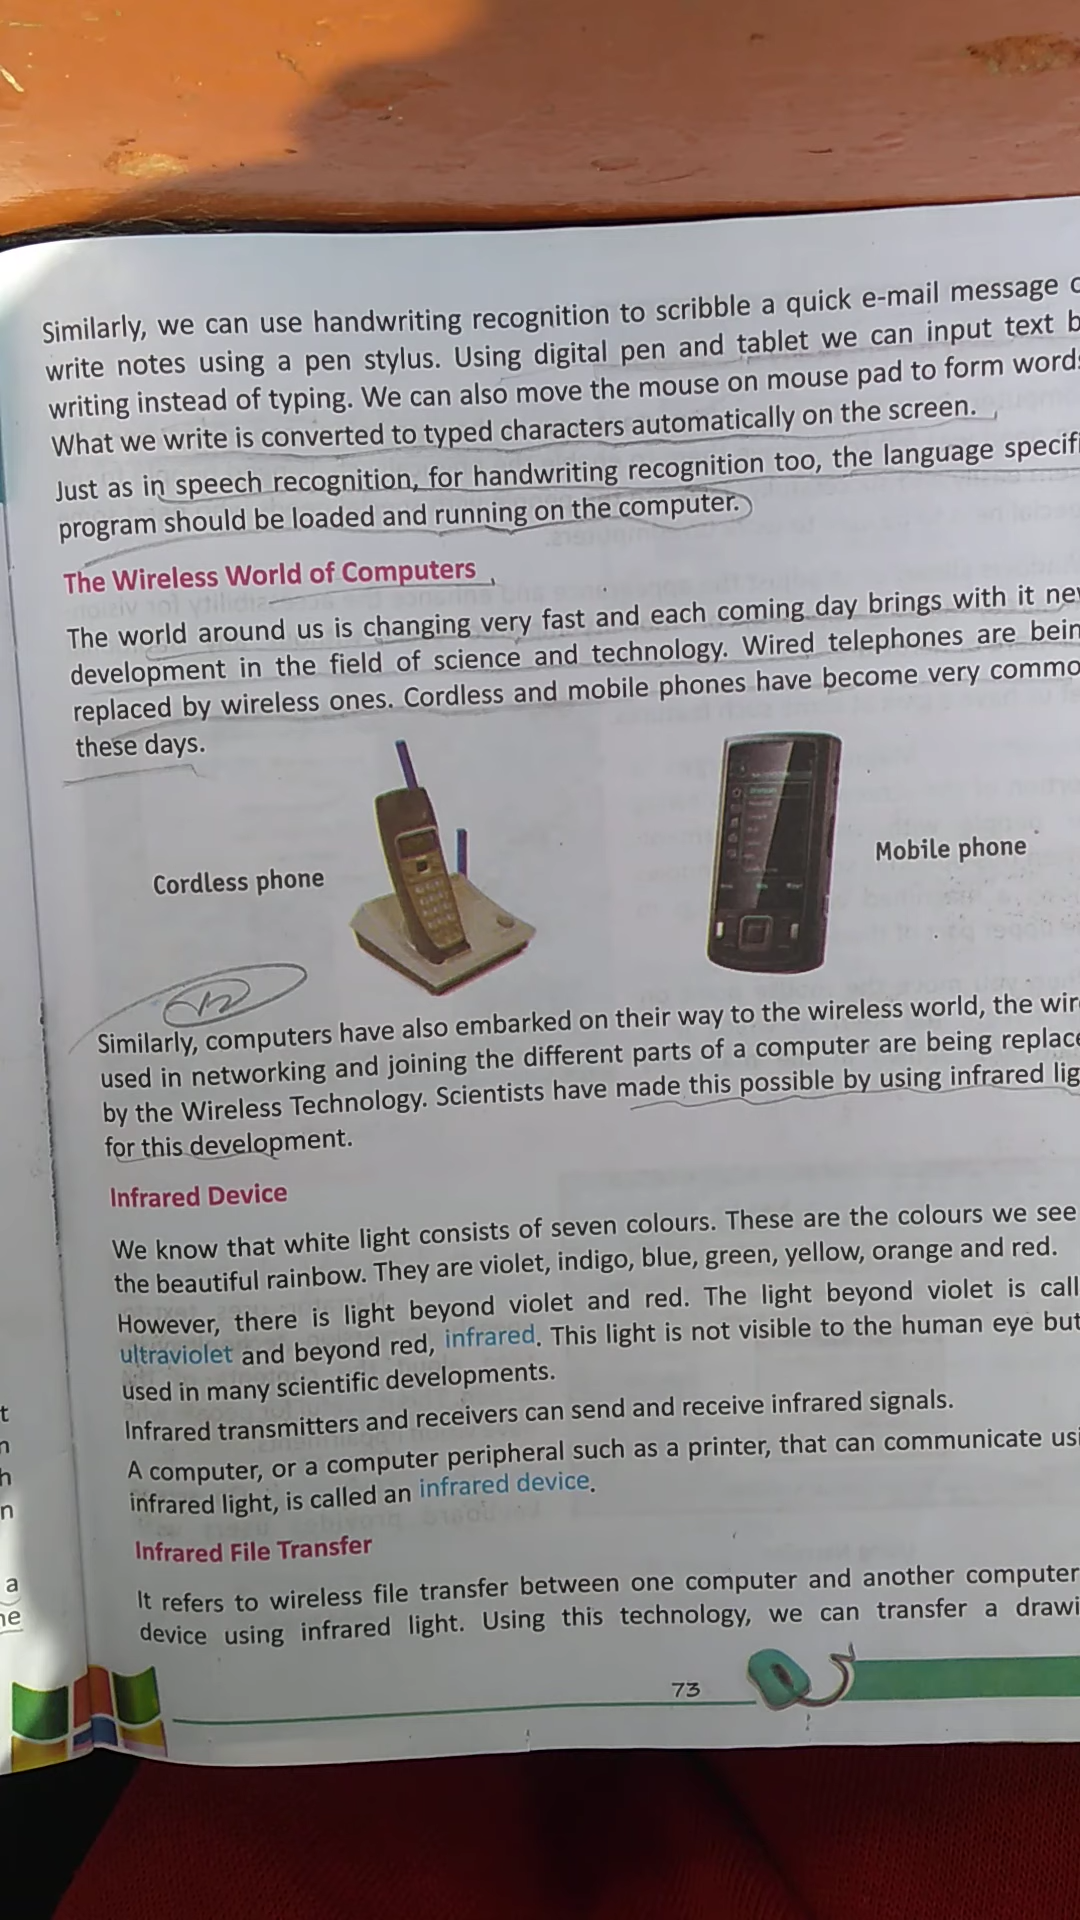 Similarly, we can use handwriting recognition to scribble a quick e-mail message
write notes using a pen stylus. Using digital pen and tablet we can input text
writing instead of typing. We can also move the mouse on mouse pad to form words
What we write is converted to typed characters automatically on the screen.
Just as in speech recognition, for handwriting recognition too, the language specifi
program should be loaded and running on the computer.
The Wireless World of Computers
The world around us is changing very fast and each coming day brings with it new
development in the field of science and technology. Wired telephones are bein
replaced by wireless ones. Cordless and mobile phones have become very commo
these days.
Cordless phone
Mobile phone
Similarly, computers have also embarked on their way to the wireless world, the wir
used in networking and joining the different parts of a computer are being replace
by the Wireless Technology. Scientists have made this possible by using infrared lig
for this development.
Infrared Device
We know that white light consists of seven colours. These are the colours we see
the beautiful rainbow. They are violet, indigo, blue, green, yellow, orange and red.
However, there is light beyond violet and red. The light beyond violet is call
ultraviolet and beyond red, infrared. This light is not visible to the human eye but
used in many scientific developments.
Infrared transmitters and receivers can send and receive infrared signals.
A computer, or a computer peripheral such as a printer, that can communicate usi
infrared light, is called an infrared device.
Infrared File Transfer
It refers to wireless file transfer between one computer and another computer
device using infrared light. Using this technology, we can transfer a drawi
73